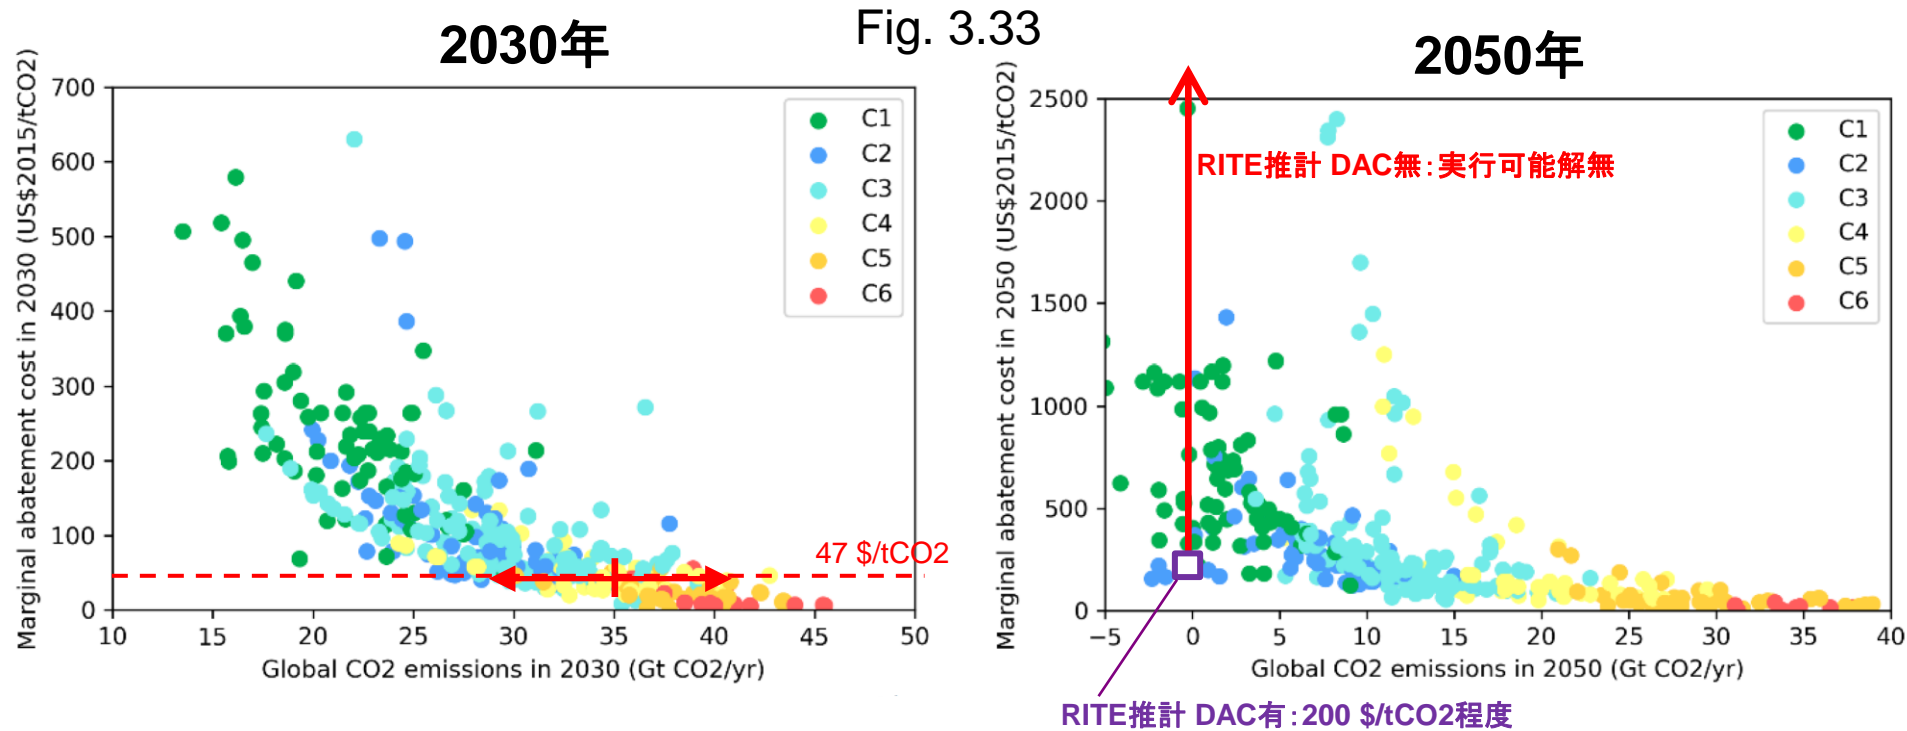 Fig. 3.33
2030年
Marginal abatement cost in 2030 (US$2015/tCO2)
700
600
500
400
300
200
100
0
10
15
20
25
30
35
40
45
50
Global CO2 emissions in 2030 (Gt CO2/yr)
C1
C2
C3
C4
C5
C6
47 $/tCO2
2050年
Marginal abatement cost in 2050 (US$2015/tCO2)
2500
2000
1500
1000
500
0
−5
0
5
10
15
20
25
30
35
40
Global CO2 emissions in 2050 (Gt CO2/yr)
C1
C2
C3
C4
C5
C6
RITE推計 DAC無：実行可能解無
RITE推計 DAC有：200 $/tCO2程度